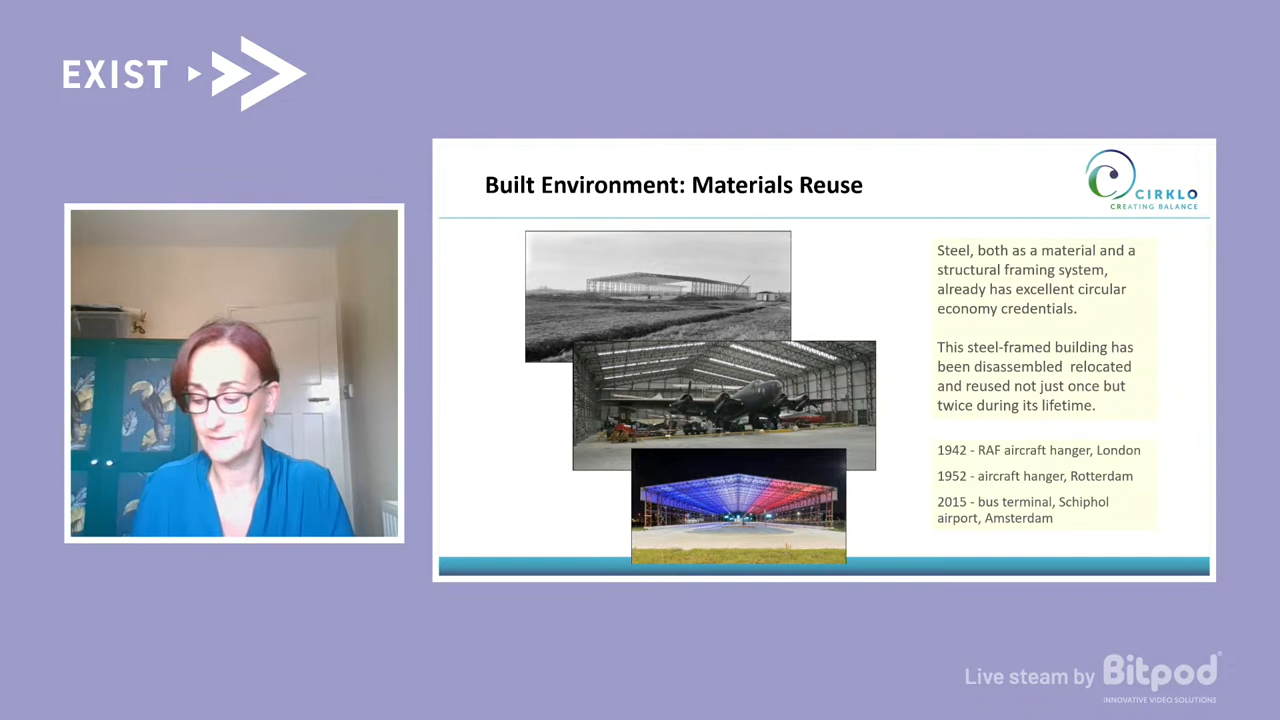 EXIST
Built Environment: Materials Reuse
CIRKLO
CREATING BALANCE
Steel, both as a material and a
structural framing system,
already has excellent circular
economy credentials.
This steel-framed building has
been disassembled relocated
and reused not just once but
twice during its lifetime.
1942 - RAF aircraft hanger, London
1952 - aircraft hanger, Rotterdam
2015 - bus terminal, Schiphol
airport, Amsterdam
Live steam by Bitpod
INNOVATIVE VIDEO SOLUTIONS